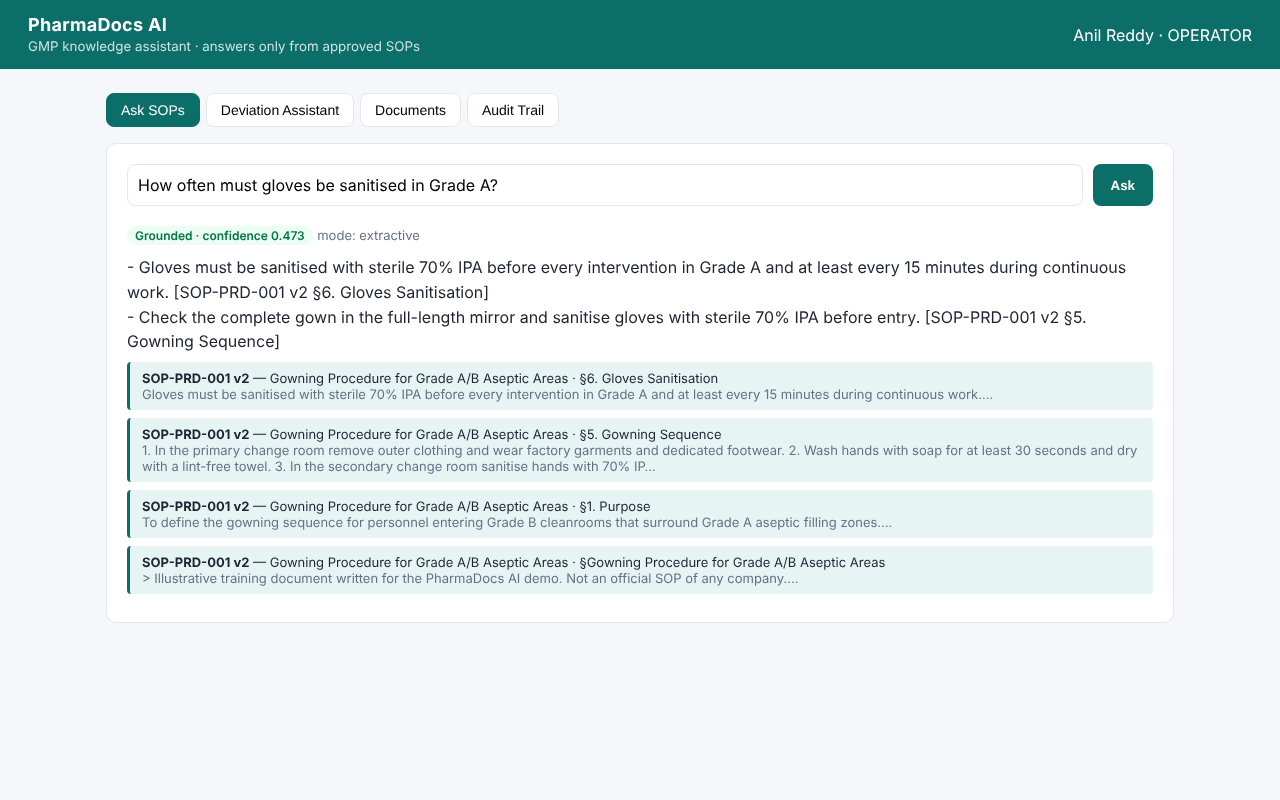 PharmaDocs AI
GMP knowledge assistant · answers only from approved SOPs
Anil Reddy · OPERATOR
Ask SOPs
Deviation Assistant
Documents
Audit Trail
How often must gloves be sanitised in Grade A?
Ask
Grounded · confidence 0.473 mode: extractive
- Gloves must be sanitised with sterile 70% IPA before every intervention in Grade A and at least every 15 minutes during continuous
work. [SOP-PRD-001 v2 §6. Gloves Sanitisation]
- Check the complete gown in the full-length mirror and sanitise gloves with sterile 70% IPA before entry. [SOP-PRD-001 v2 §5.
Gowning Sequence]
SOP-PRD-001 v2 — Gowning Procedure for Grade A/B Aseptic Areas · §6. Gloves Sanitisation
Gloves must be sanitised with sterile 70% IPA before every intervention in Grade A and at least every 15 minutes during continuous work....
SOP-PRD-001 v2 — Gowning Procedure for Grade A/B Aseptic Areas · §5. Gowning Sequence
1. In the primary change room remove outer clothing and wear factory garments and dedicated footwear. 2. Wash hands with soap for at least 30 seconds and dry
with a lint-free towel. 3. In the secondary change room sanitise hands with 70% IP...
SOP-PRD-001 v2 — Gowning Procedure for Grade A/B Aseptic Areas · §1. Purpose
To define the gowning sequence for personnel entering Grade B cleanrooms that surround Grade A aseptic filling zones....
SOP-PRD-001 v2 — Gowning Procedure for Grade A/B Aseptic Areas · §Gowning Procedure for Grade A/B Aseptic Areas
> Illustrative training document written for the PharmaDocs AI demo. Not an official SOP of any company....